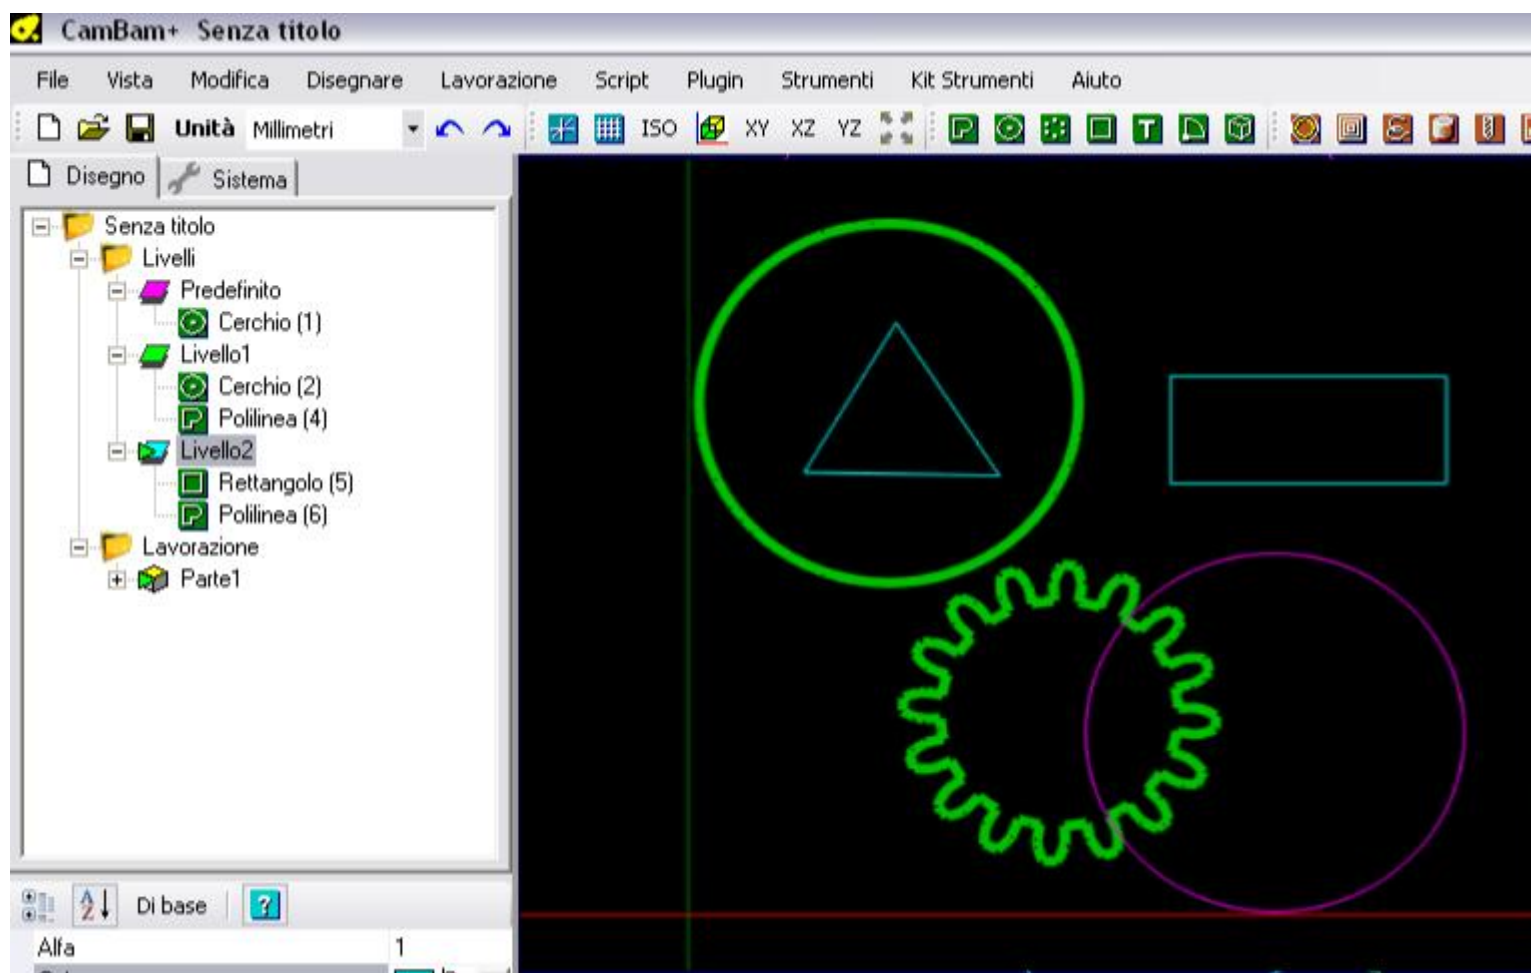 CamBam+ Senza titolo
File Vista Modifica Disegnare Lavorazione Script Plugin Strumenti Kit Strumenti Aiuto
Unità Millimetri ISO XY XZ YZ
Disegno Sistema
Senza titolo
Livelli
Predefinito
Cerchio (1)
Livello1
Cerchio (2)
Polilinea (4)
Livello2
Rettangolo (5)
Polilinea (6)
Lavorazione
Parte1
Di base
Alfa 1